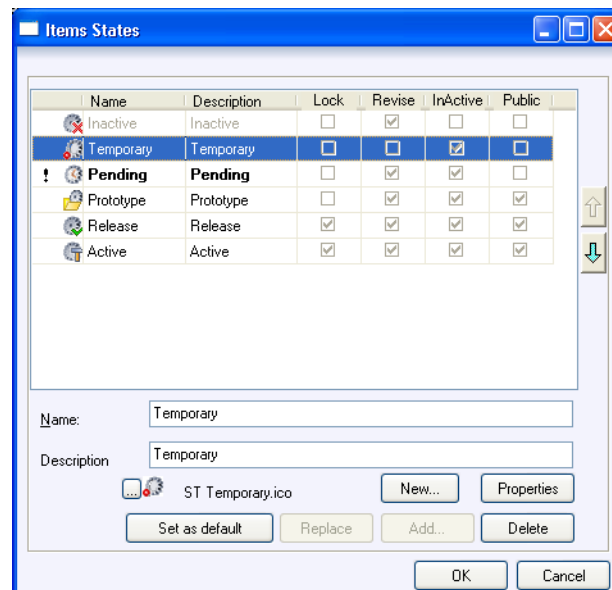 Items States
Name Description Lock Revise InActive Public
Inactive Inactive
Temporary Temporary
! Pending Pending
Prototype Prototype
Release Release
Active Active
Name: Temporary
Description Temporary
... ST Temporary.ico New... Properties
Set as default Replace Add... Delete
OK Cancel